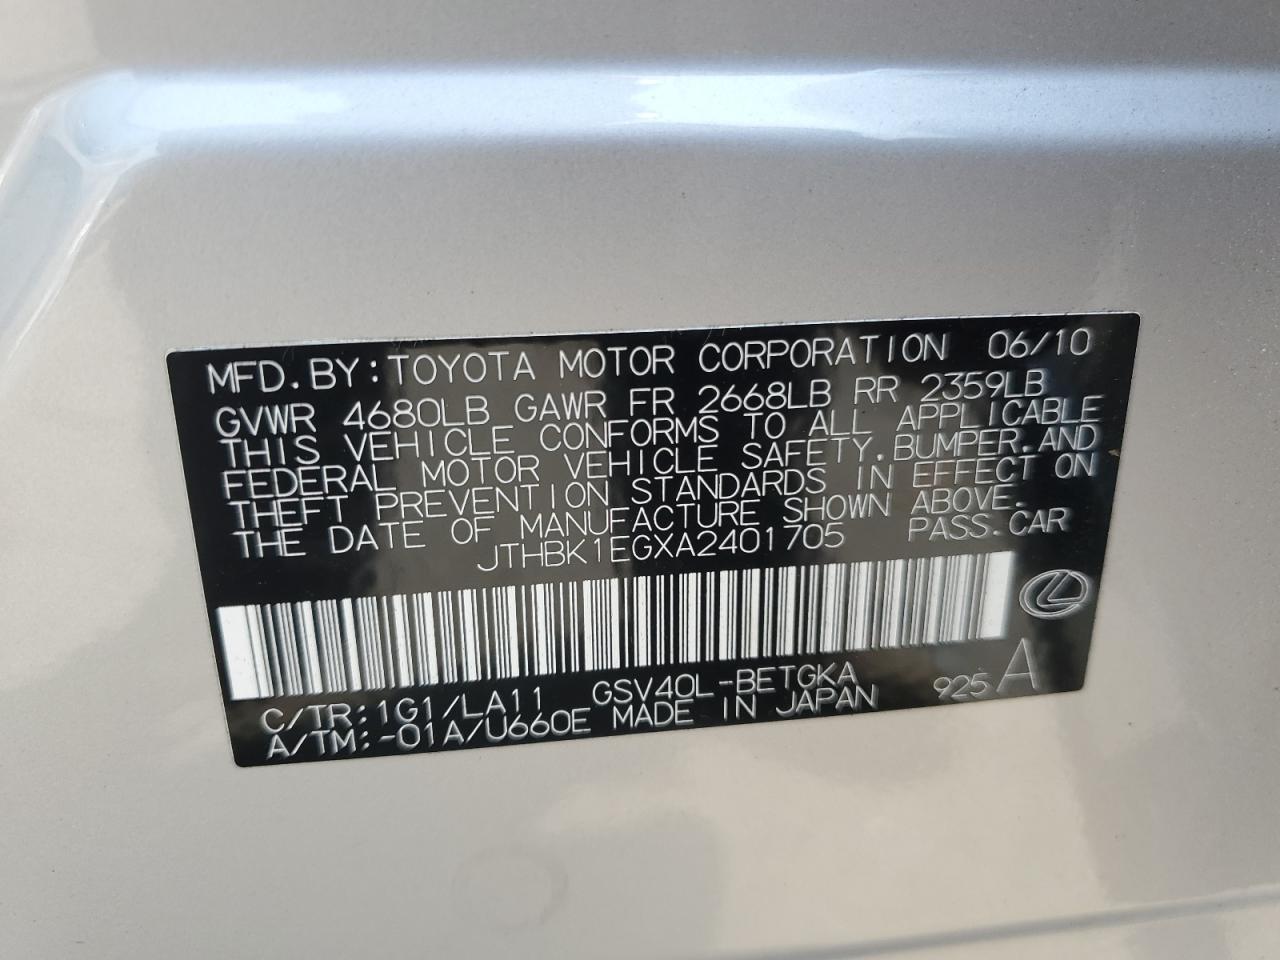 MFD.BY:TOYOTA MOTOR CORPORATION 06/10
GVWR 4680LB GAWR FR 2668LB RR 2359LB
THIS VEHICLE CONFORMS TO ALL APPLICABLE
FEDERAL MOTOR VEHICLE SAFETY.BUMPER.AND
THEFT PREVENTION STANDARDS IN EFFECT ON
THE DATE OF MANUFACTURE SHOWN ABOVE.
JTHBK1EGXA2401705 PASS.CAR
C/TR:1G1/LA11 GSV40L-BETGKA 925 A
A/TM:-01A/U660E MADE IN JAPAN